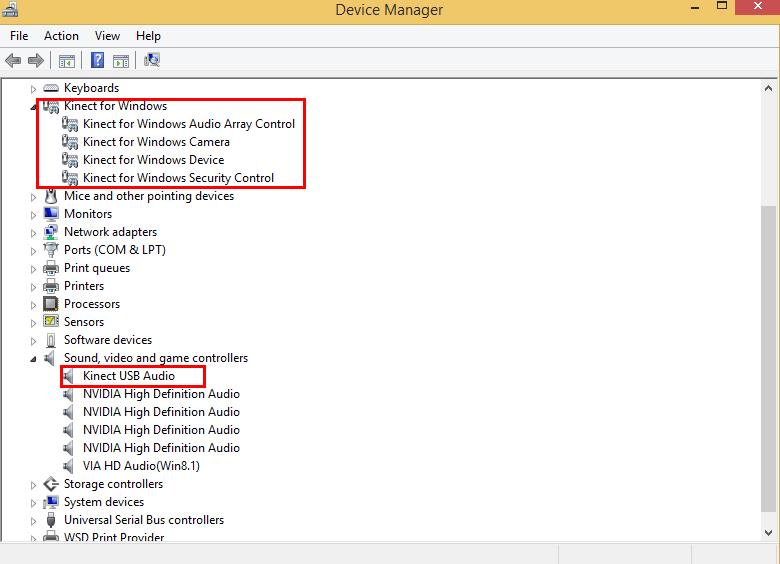 Device Manager
File Action View Help
Keyboards
Kinect for Windows
Kinect for Windows Audio Array Control
Kinect for Windows Camera
Kinect for Windows Device
Kinect for Windows Security Control
Mice and other pointing devices
Monitors
Network adapters
Ports (COM & LPT)
Print queues
Printers
Processors
Sensors
Software devices
Sound, video and game controllers
Kinect USB Audio
NVIDIA High Definition Audio
NVIDIA High Definition Audio
NVIDIA High Definition Audio
NVIDIA High Definition Audio
VIA HD Audio(Win8.1)
Storage controllers
System devices
Universal Serial Bus controllers
WSD Print Provider